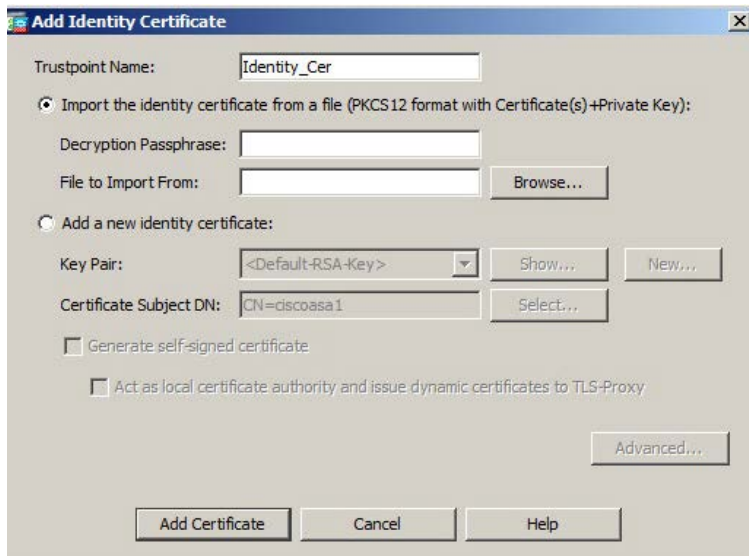 Add Identity Certificate
Trustpoint Name: Identity_Cer
Import the identity certificate from a file (PKCS12 format with Certificate(s)+Private Key):
Decryption Passphrase:
File to Import From: Browse...
Add a new identity certificate:
Key Pair: <Default-RSA-Key> Show... New...
Certificate Subject DN: CN=ciscoasa1 Select...
Generate self-signed certificate
Act as local certificate authority and issue dynamic certificates to TLS-Proxy
Advanced...
Add Certificate Cancel Help